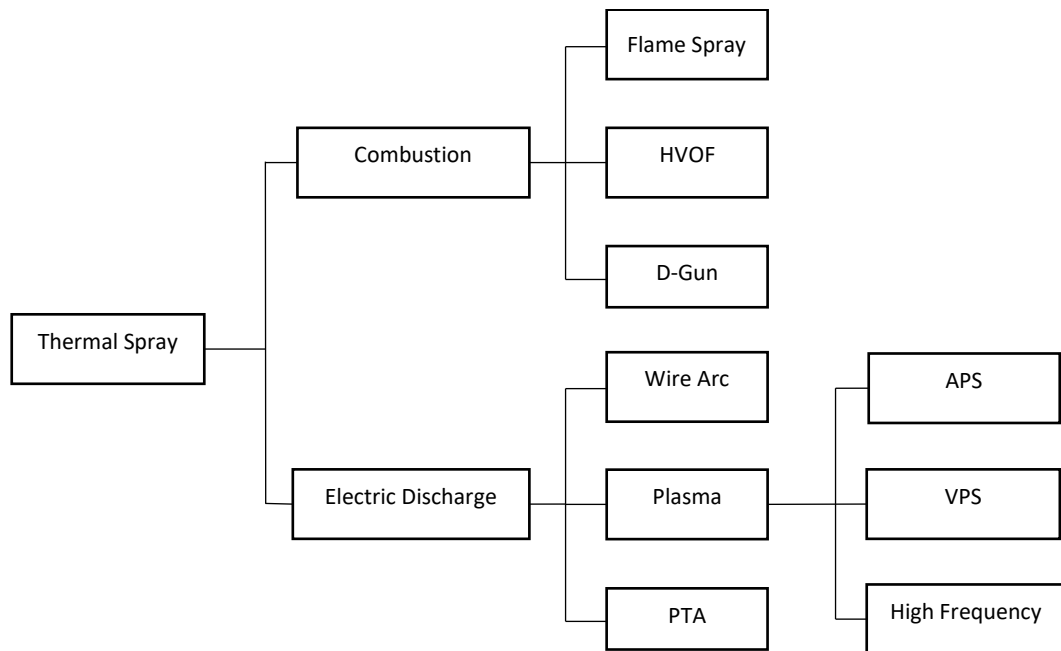 Flame Spray
Combustion
HVOF
D-Gun
Thermal Spray
Wire Arc
APS
Electric Discharge
Plasma
VPS
PTA
High Frequency